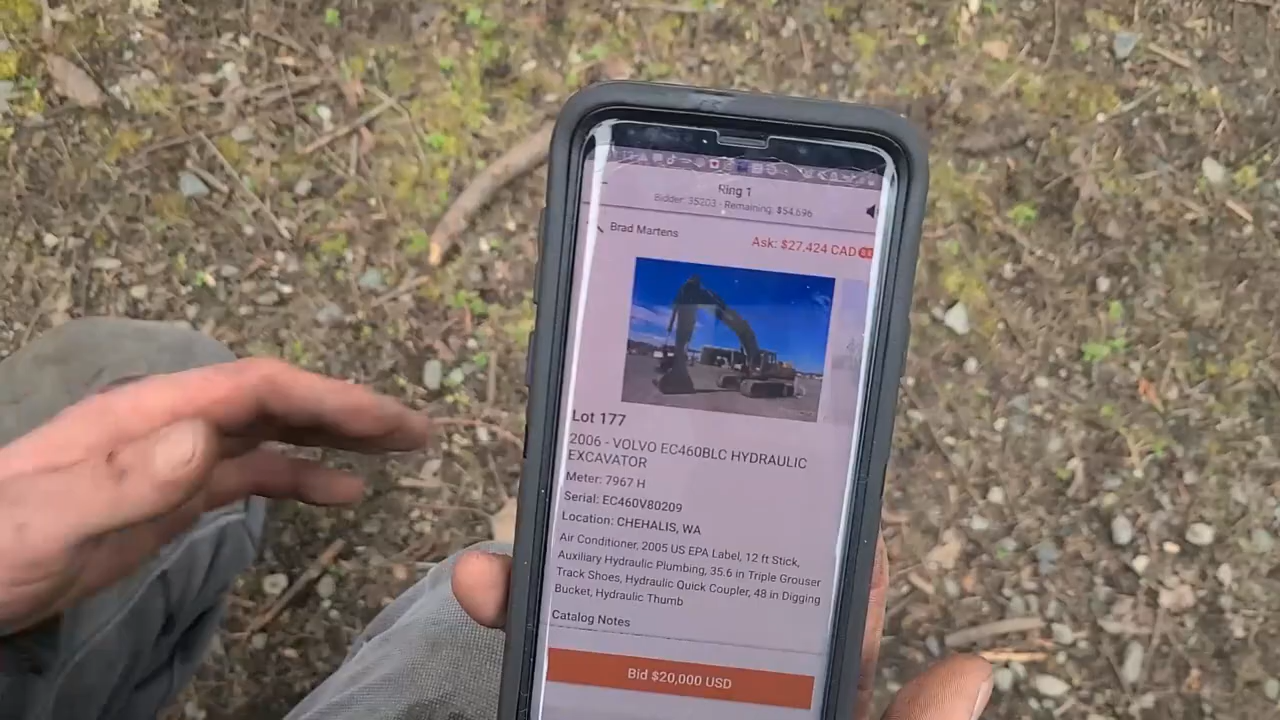 Ring 1
Bidder: 35203 - Remaining: $54,696
Brad Martens
Ask: $27,424 CAD
Lot 177
2006 - VOLVO EC460BLC HYDRAULIC
EXCAVATOR
Meter: 7967 H
Serial: EC460V80209
Location: CHEHALIS, WA
Air Conditioner, 2005 US EPA Label, 12 ft Stick,
Auxiliary Hydraulic Plumbing, 35.6 in Triple Grouser
Track Shoes, Hydraulic Quick Coupler, 48 in Digging
Bucket, Hydraulic Thumb
Catalog Notes
Bid $20,000 USD